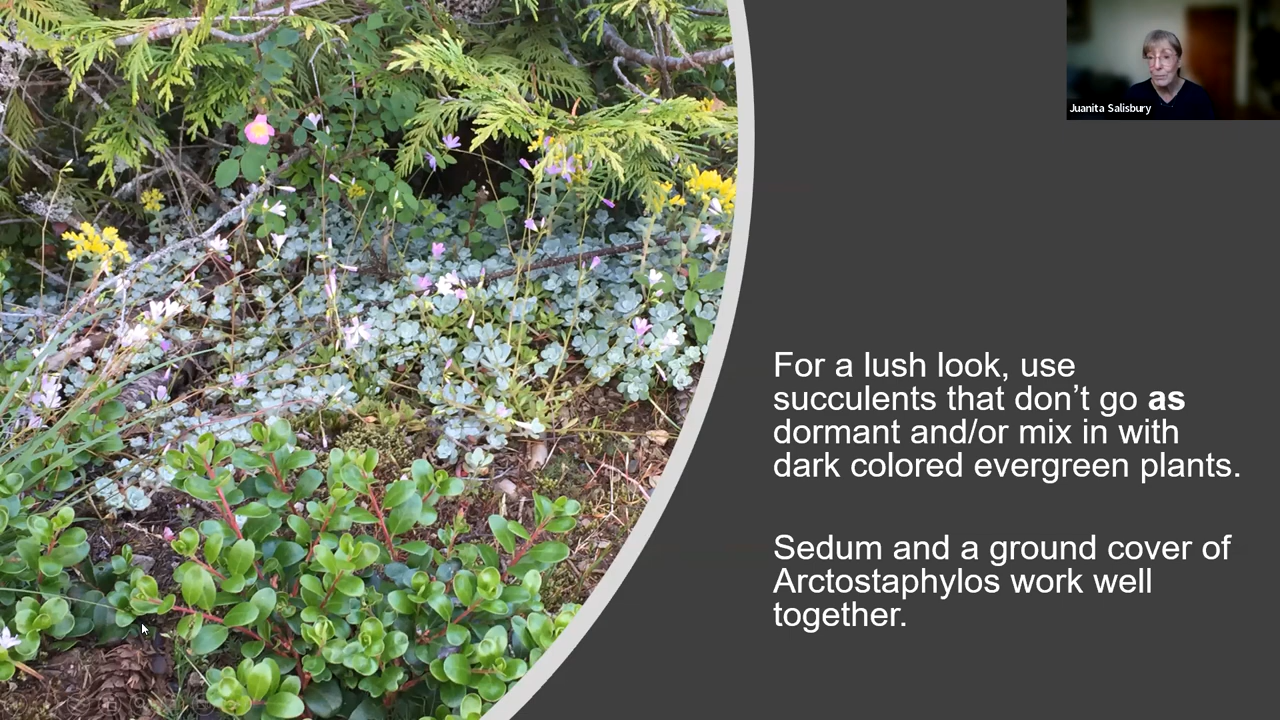 Juanita Salisbury
For a lush look, use
succulents that don’t go as
dormant and/or mix in with
dark colored evergreen plants.
Sedum and a ground cover of
Arctostaphylos work well
together.